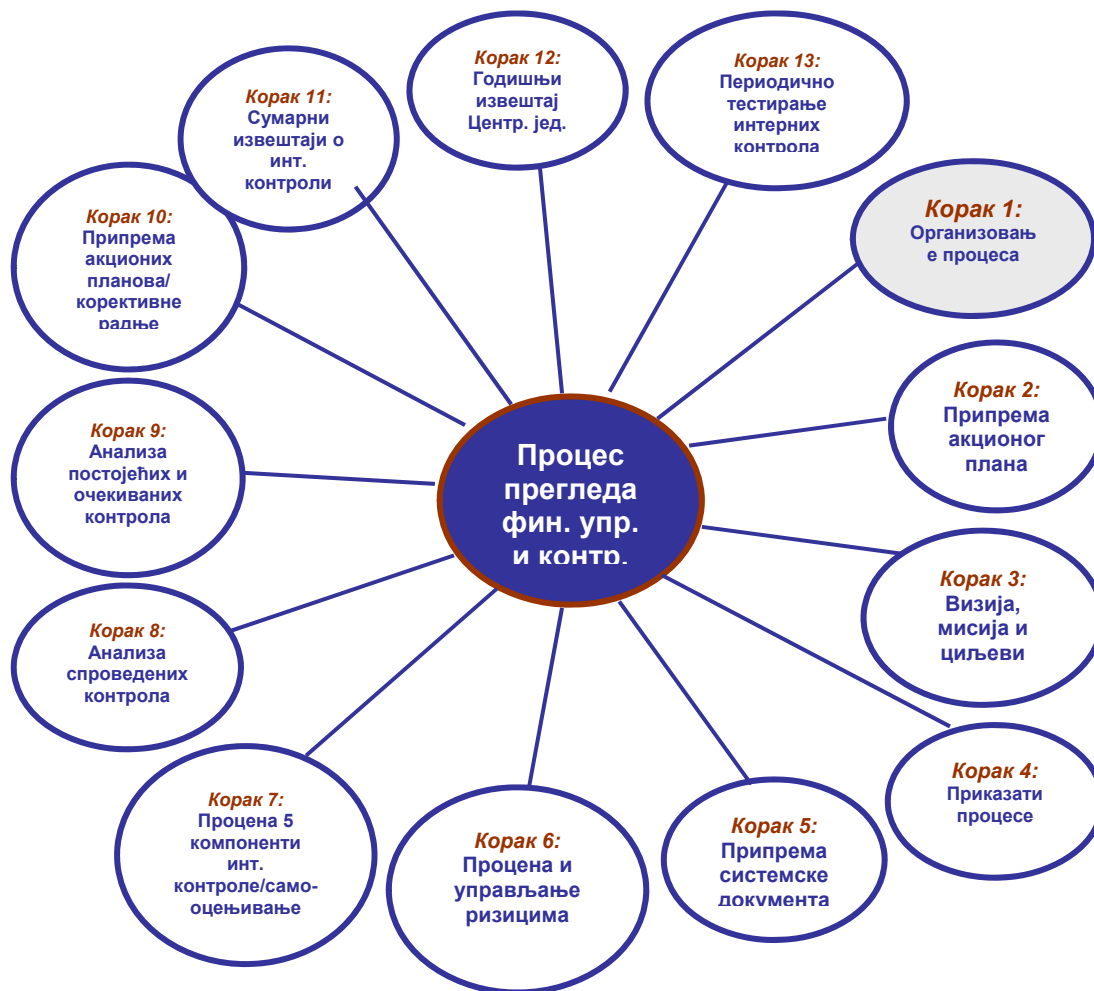 Процес
прегледа
фин. упр.
и контр.
Корак 1:
Организовањ
е процеса
Корак 2:
Припрема
акционог
плана
Корак 3:
Визија,
мисија и
циљеви
Корак 4:
Приказати
процесе
Корак 5:
Припрема
системске
документа
Корак 6:
Процена и
управљање
ризицима
Корак 7:
Процена 5
компоненти
инт.
контроле/само-
оцењивање
Корак 8:
Анализа
спроведених
контрола
Корак 9:
Анализа
постојећих и
очекиваних
контрола
Корак 10:
Припрема
акционих
планова/
корективне
радње
Корак 11:
Сумарни
извештаји о
инт.
контроли
Корак 12:
Годишњи
извештај
Центр. јед.
Корак 13:
Периодично
тестирање
интерних
контрола